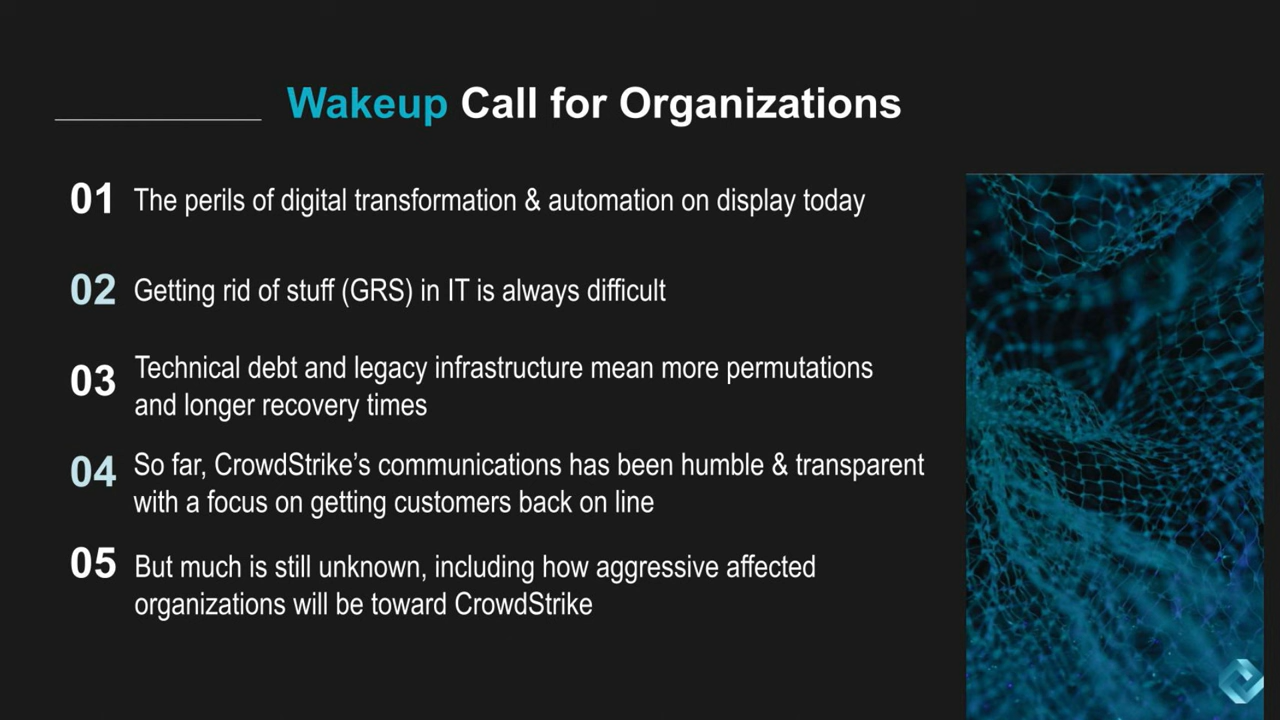 Wakeup Call for Organizations
01 The perils of digital transformation & automation on display today
02 Getting rid of stuff (GRS) in IT is always difficult
03 Technical debt and legacy infrastructure mean more permutations
and longer recovery times
04 So far, CrowdStrike’s communications has been humble & transparent
with a focus on getting customers back on line
05 But much is still unknown, including how aggressive affected
organizations will be toward CrowdStrike